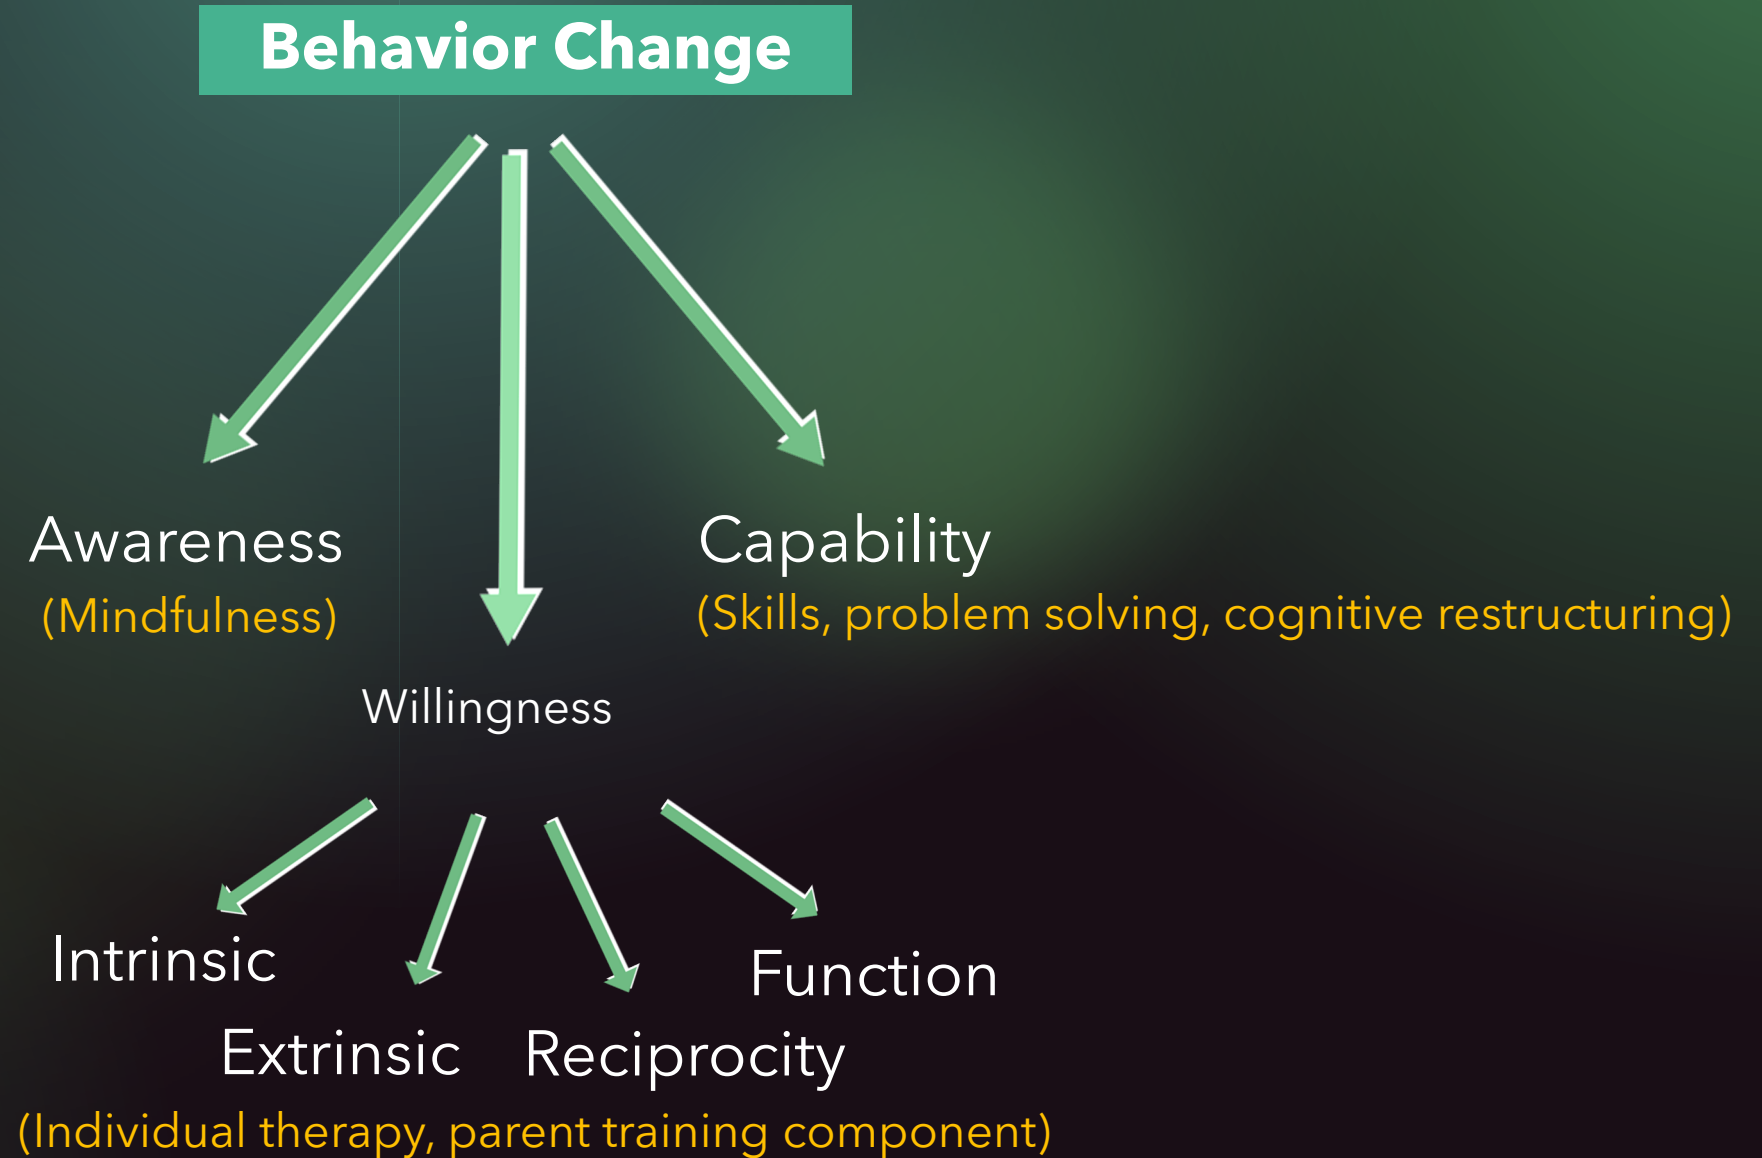 Behavior Change
Awareness
(Mindfulness)
Capability
(Skills, problem solving, cognitive restructuring)
Willingness
Intrinsic
Extrinsic
Reciprocity
Function
(Individual therapy, parent training component)